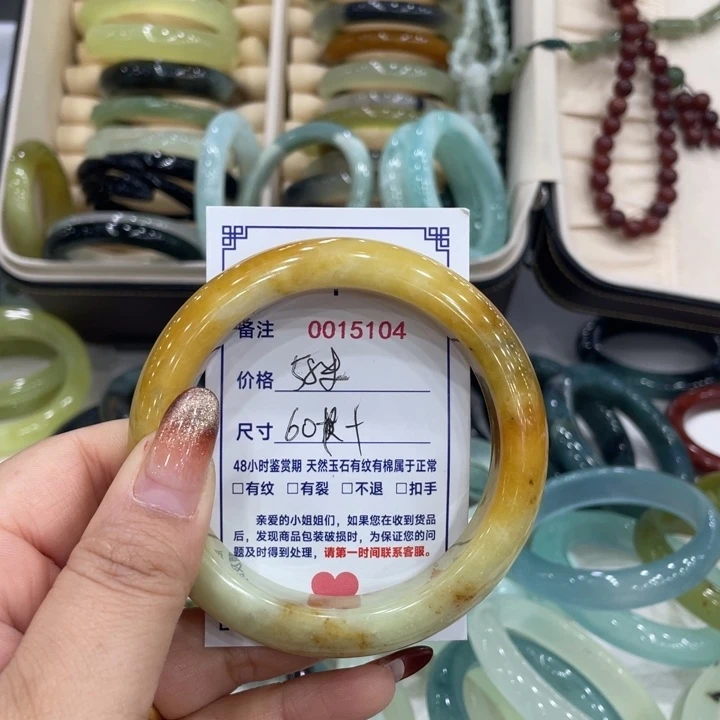 备注 0015104
价格
尺寸 60
48小时鉴赏期 天然玉石有纹有棉属于正常
□有纹 □有裂 □不退 □扣手
亲爱的小姐姐们,如果您在收到货品
后,发现商品包装破损时,为保证您的问
题及时得到处理,请第一时间联系客服。